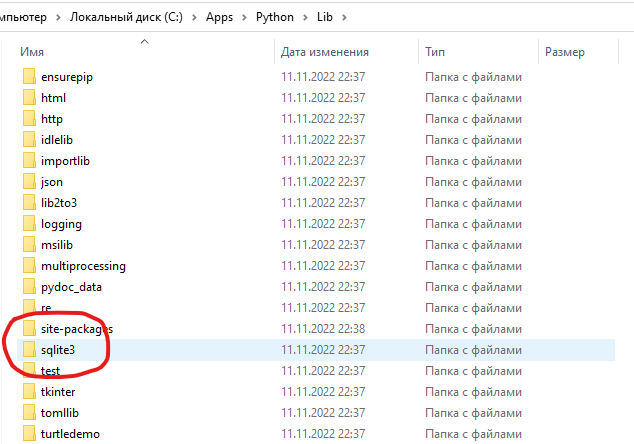 мпьютер > Локальный диск (C:) > Apps > Python > Lib >
Имя Дата изменения Тип Размер
ensurepip 11.11.2022 22:37 Папка с файлами
html 11.11.2022 22:37 Папка с файлами
http 11.11.2022 22:37 Папка с файлами
idlelib 11.11.2022 22:37 Папка с файлами
importlib 11.11.2022 22:37 Папка с файлами
json 11.11.2022 22:37 Папка с файлами
lib2to3 11.11.2022 22:37 Папка с файлами
logging 11.11.2022 22:37 Папка с файлами
msilib 11.11.2022 22:37 Папка с файлами
multiprocessing 11.11.2022 22:37 Папка с файлами
pydoc_data 11.11.2022 22:37 Папка с файлами
re 11.11.2022 22:37 Папка с файлами
site-packages 11.11.2022 22:38 Папка с файлами
sqlite3 11.11.2022 22:37 Папка с файлами
test 11.11.2022 22:37 Папка с файлами
tkinter 11.11.2022 22:37 Папка с файлами
tomllib 11.11.2022 22:37 Папка с файлами
turtledemo 11.11.2022 22:37 Папка с файлами